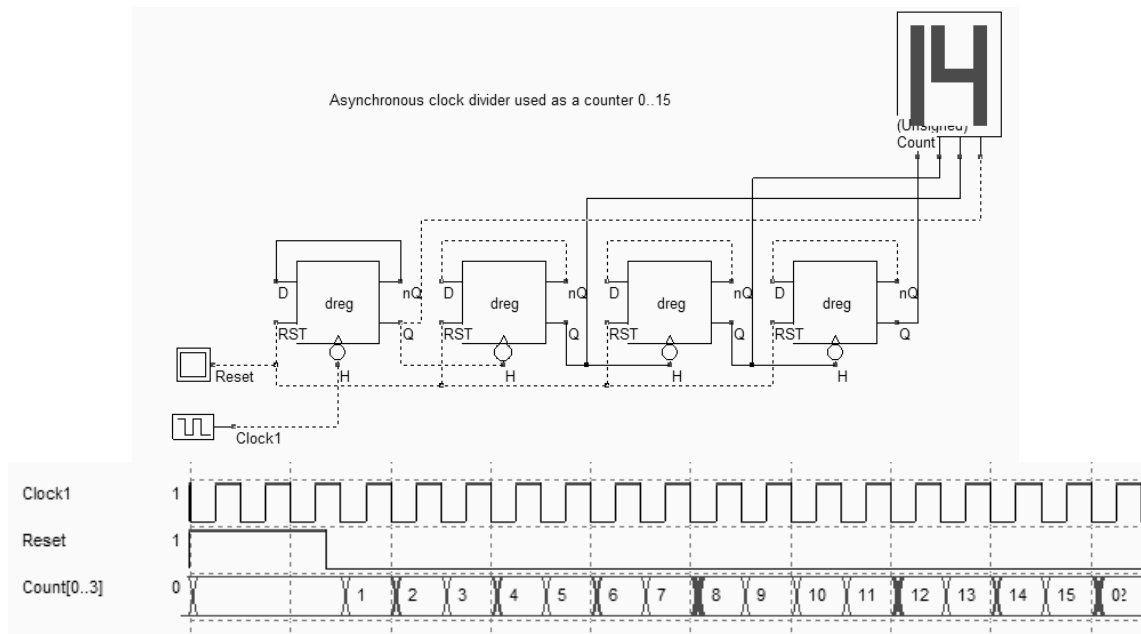 14
(Unsigned)
Count
Asynchronous clock divider used as a counter 0..15
D nQ D nQ D nQ D nQ
dreg dreg dreg dreg
RST Q RST Q RST Q RST Q
Reset H H H H
Clock1
Clock1 1
Reset 1
Count[0..3] 0 1 2 3 4 5 6 7 8 9 10 11 12 13 14 15